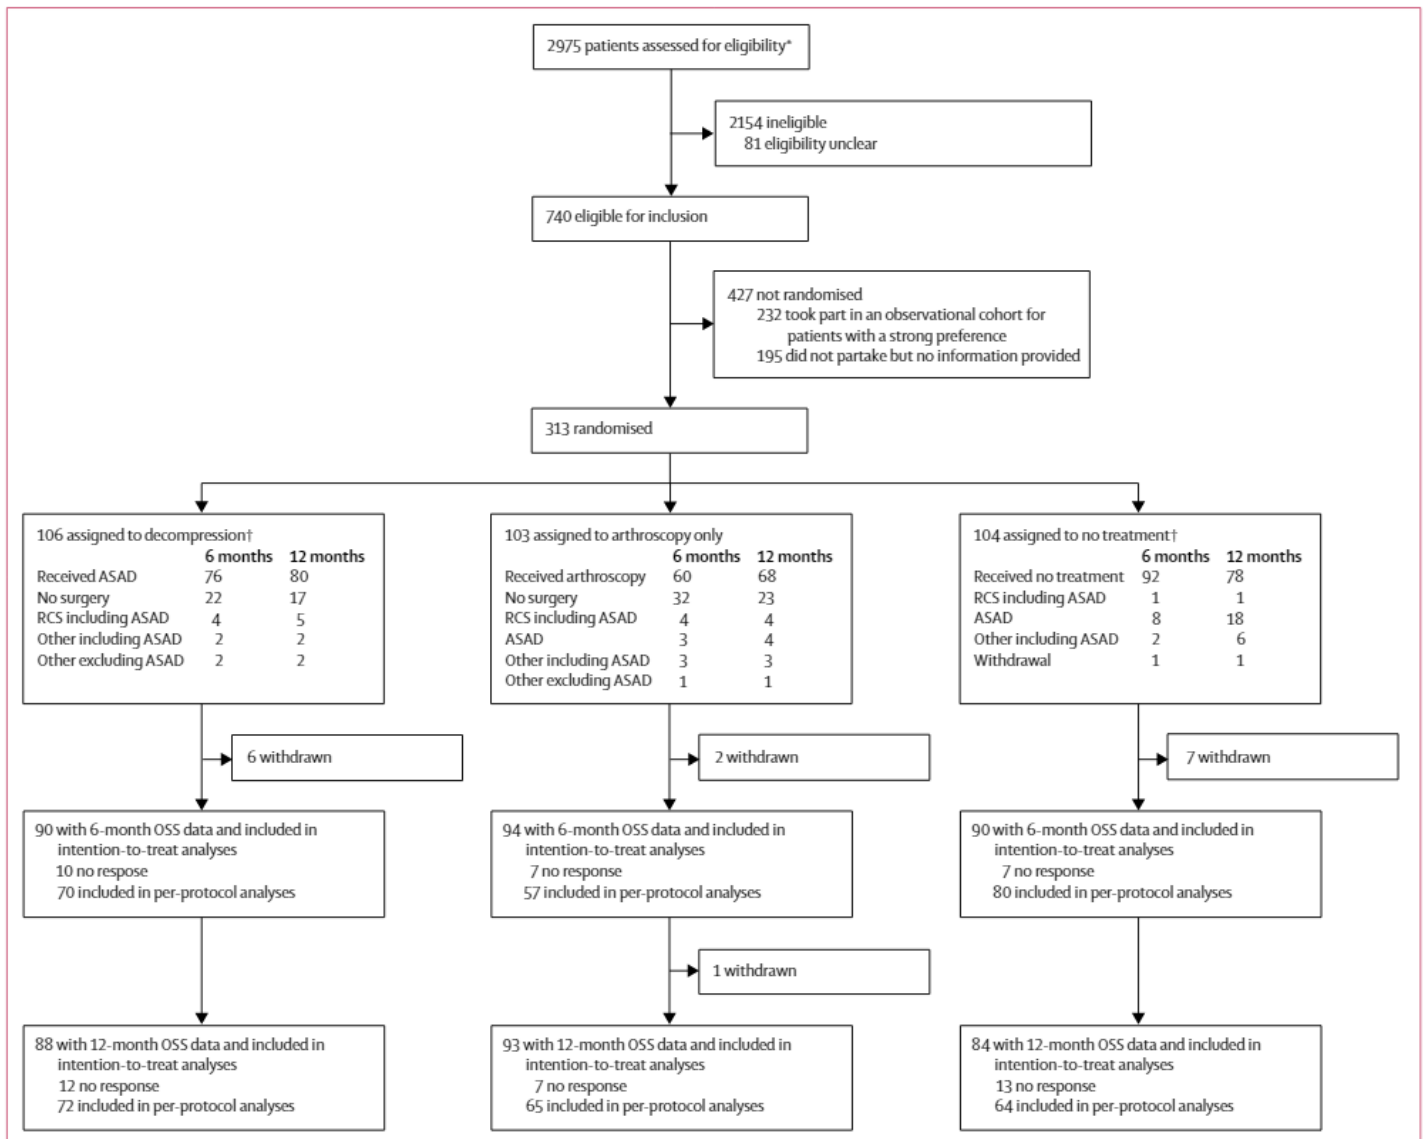 2975 patients assessed for eligibility*
2154 ineligible
81 eligibility unclear
740 eligible for inclusion
427 not randomised
232 took part in an observational cohort for
patients with a strong preference
195 did not partake but no information provided
313 randomised
106 assigned to decompression†
6 months 12 months
Received ASAD 76 80
No surgery 22 17
RCS including ASAD 4 5
Other including ASAD 2 2
Other excluding ASAD 2 2
103 assigned to arthroscopy only
6 months 12 months
Received arthroscopy 60 68
No surgery 32 23
RCS including ASAD 4 4
ASAD 3 4
Other including ASAD 3 3
Other excluding ASAD 1 1
104 assigned to no treatment†
6 months 12 months
Received no treatment 92 78
RCS including ASAD 1 1
ASAD 8 18
Other including ASAD 2 6
Withdrawal 1 1
6 withdrawn
2 withdrawn
7 withdrawn
90 with 6-month OSS data and included in
intention-to-treat analyses
10 no respose
70 included in per-protocol analyses
94 with 6-month OSS data and included in
intention-to-treat analyses
7 no response
57 included in per-protocol analyses
90 with 6-month OSS data and included in
intention-to-treat analyses
7 no response
80 included in per-protocol analyses
1 withdrawn
88 with 12-month OSS data and included in
intention-to-treat analyses
12 no response
72 included in per-protocol analyses
93 with 12-month OSS data and included in
intention-to-treat analyses
7 no response
65 included in per-protocol analyses
84 with 12-month OSS data and included in
intention-to-treat analyses
13 no response
64 included in per-protocol analyses